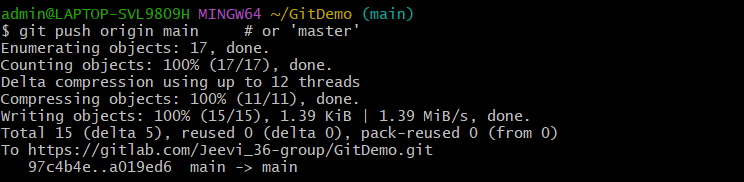 admin@LAPTOP-SVL98O9H MINGW64 ~/GitDemo (main)
$ git push origin main     # or 'master'
Enumerating objects: 17, done.
Counting objects: 100% (17/17), done.
Delta compression using up to 12 threads
Compressing objects: 100% (11/11), done.
Writing objects: 100% (15/15), 1.39 KiB | 1.39 MiB/s, done.
Total 15 (delta 5), reused 0 (delta 0), pack-reused 0 (from 0)
To https://gitlab.com/Jeevi_36-group/GitDemo.git
   97c4b4e..a019ed6  main -> main